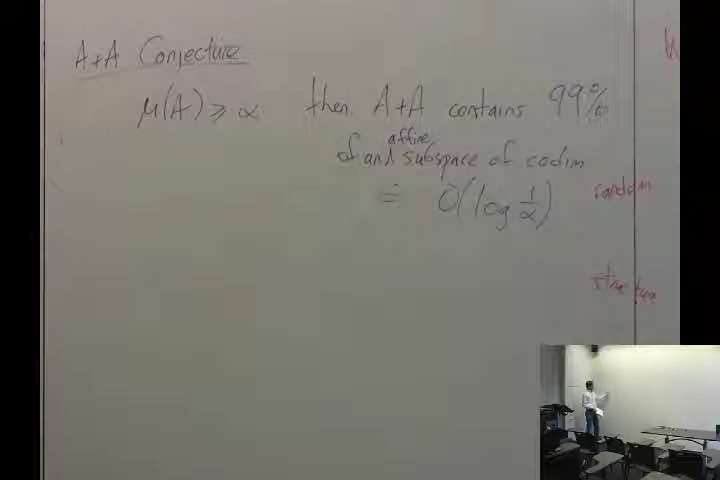 A+A Conjecture
μ(A) ⩾ α then A+A contains 99%
affine
of and subspace of codim
= O(log 1/α)
random
structure